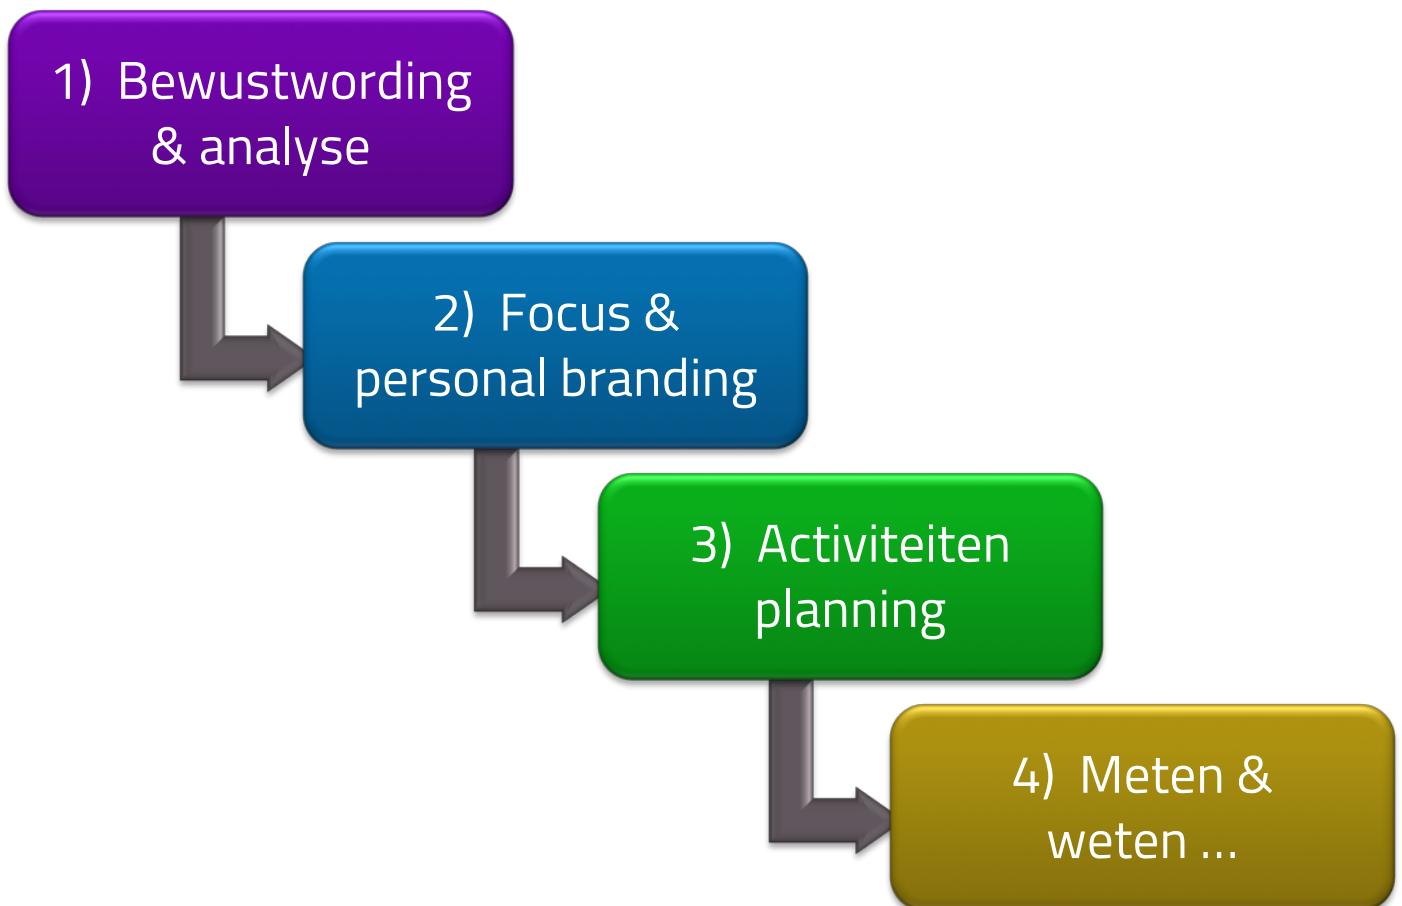 1) Bewustwording
& analyse
2) Focus &
personal branding
3) Activiteiten
planning
4) Meten &
weten ...